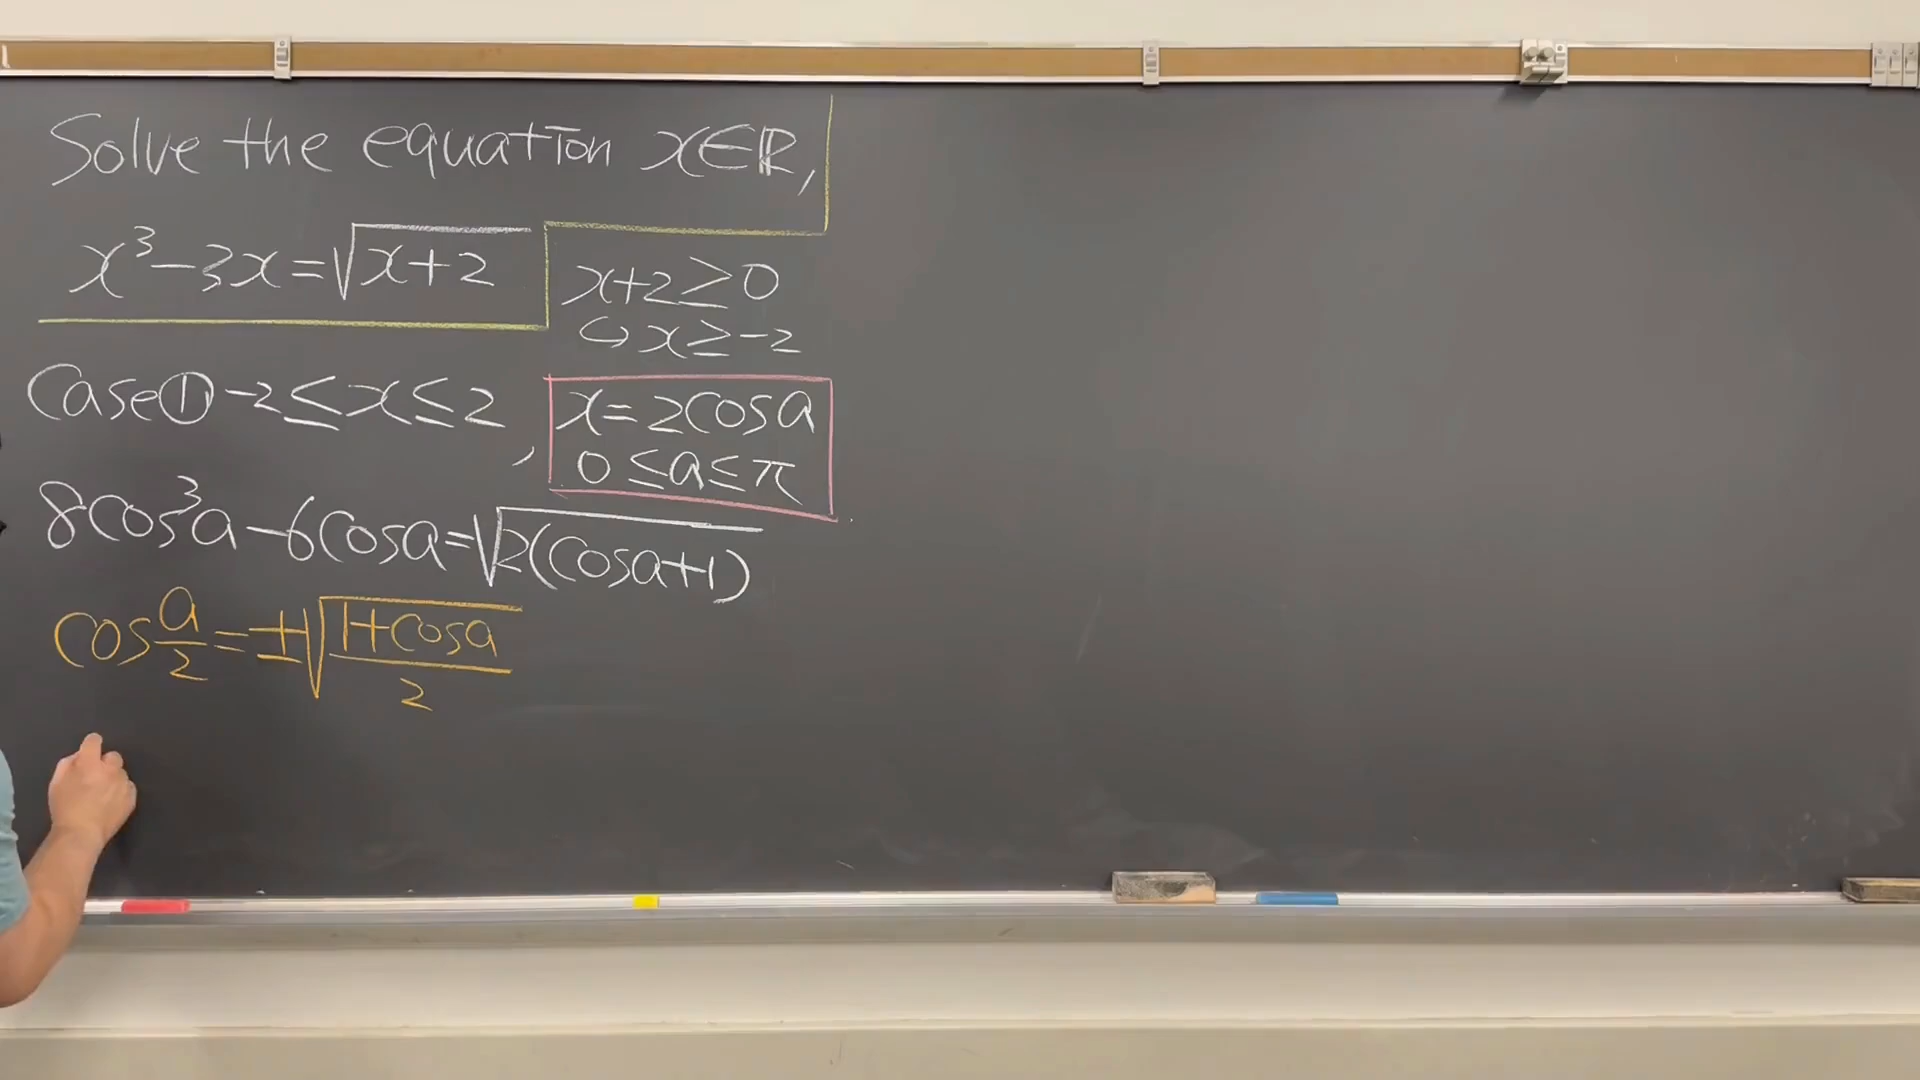 Solve the equation x∈ℝ,
x³-3x=√(x+2)
x+2≥0
↪x≥-2
Case① -2≤x≤2,
x=2cosa
0≤a≤π
8cos³a-6cosa=√(2(cosa+1))
cos a/2=±√((1+cosa)/2)